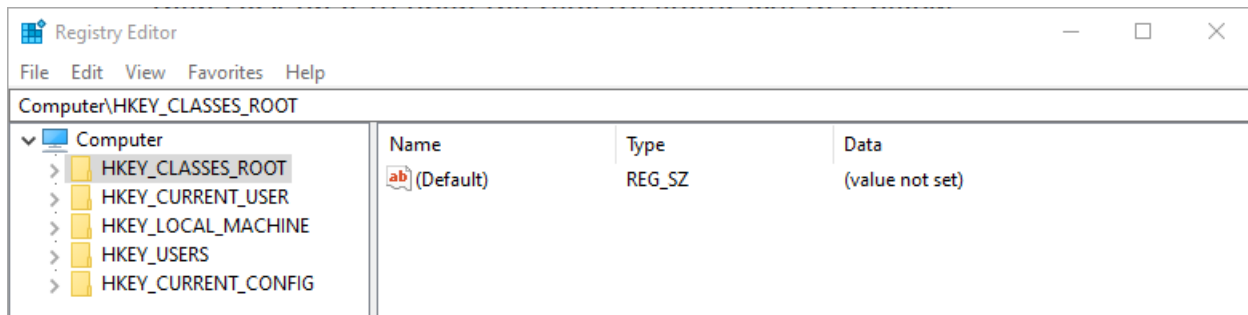 Registry Editor
File Edit View Favorites Help
Computer\HKEY_CLASSES_ROOT
Computer
HKEY_CLASSES_ROOT
HKEY_CURRENT_USER
HKEY_LOCAL_MACHINE
HKEY_USERS
HKEY_CURRENT_CONFIG
Name Type Data
ab (Default) REG_SZ (value not set)